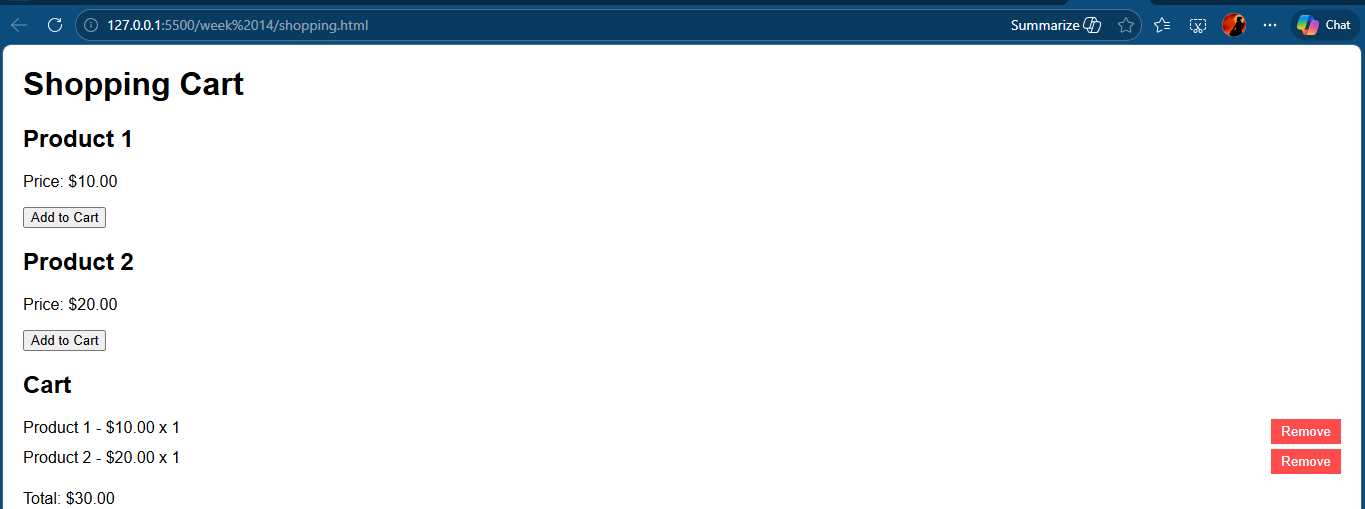 127.0.0.1:5500/week%2014/shopping.html Summarize Chat
Shopping Cart
Product 1
Price: $10.00
Add to Cart
Product 2
Price: $20.00
Add to Cart
Cart
Product 1 - $10.00 x 1 Remove
Product 2 - $20.00 x 1 Remove
Total: $30.00